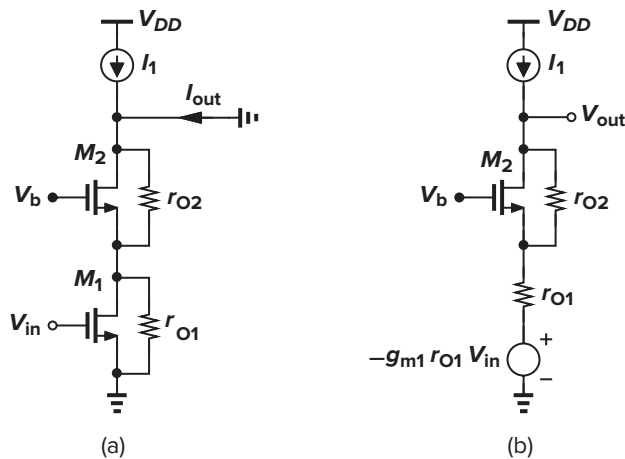 V_DD
I_1
I_out
M_2
V_b
r_O2
M_1
V_in
r_O1
(a)
V_DD
I_1
V_out
M_2
V_b
r_O2
r_O1
−g_m1 r_O1 V_in
+
−
(b)